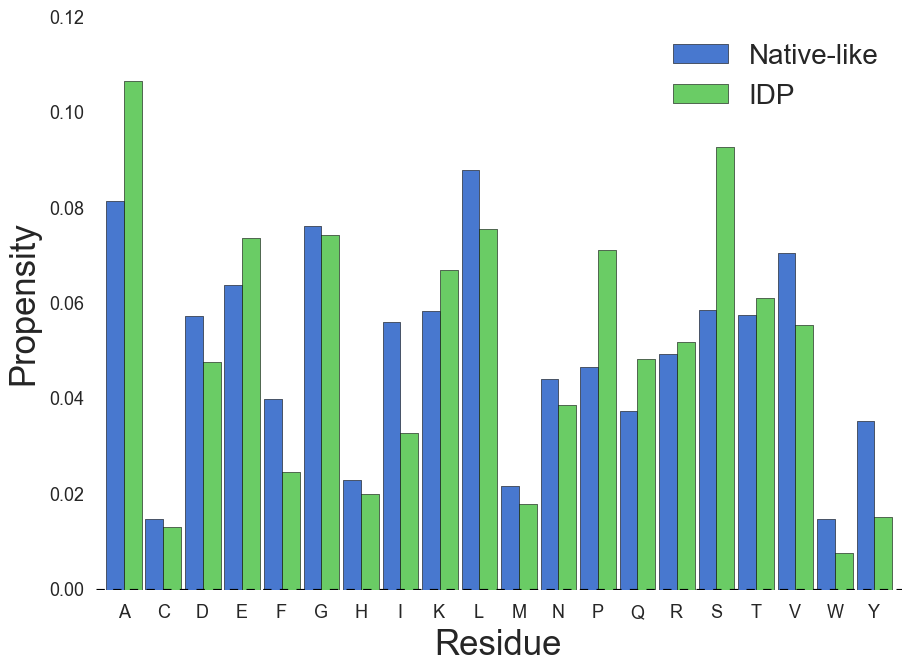 0.12
0.10
0.08
0.06
0.04
0.02
0.00
Propensity
Native-like
IDP
A C D E F G H I K L M N P Q R S T V W Y
Residue